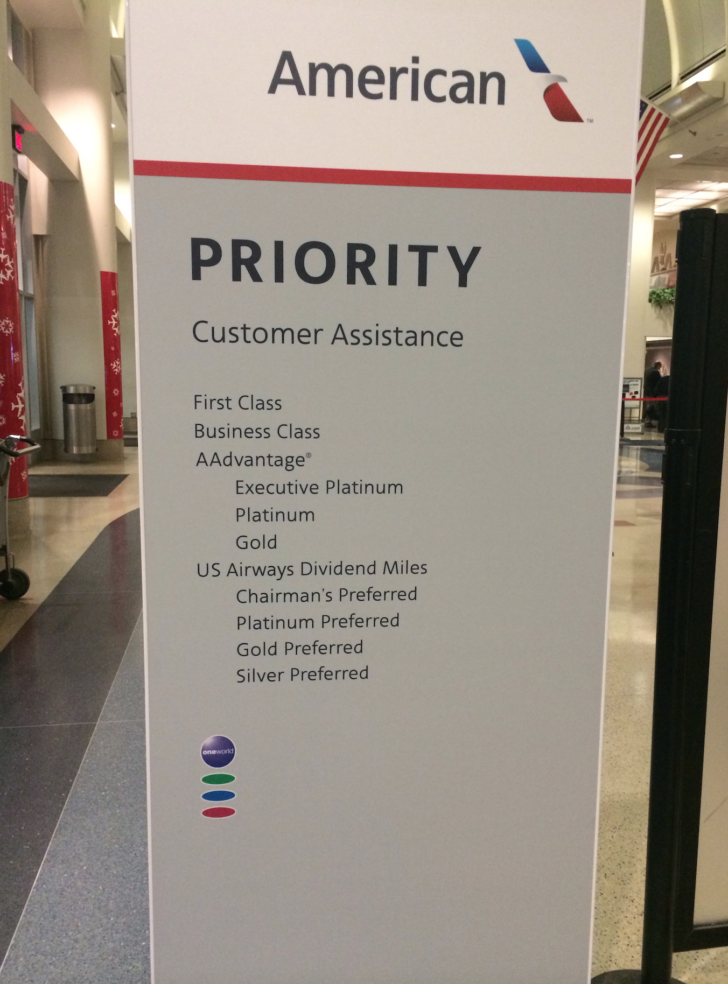 American
PRIORITY
Customer Assistance
First Class
Business Class
AAdvantage®
Executive Platinum
Platinum
Gold
US Airways Dividend Miles
Chairman's Preferred
Platinum Preferred
Gold Preferred
Silver Preferred
oneworld